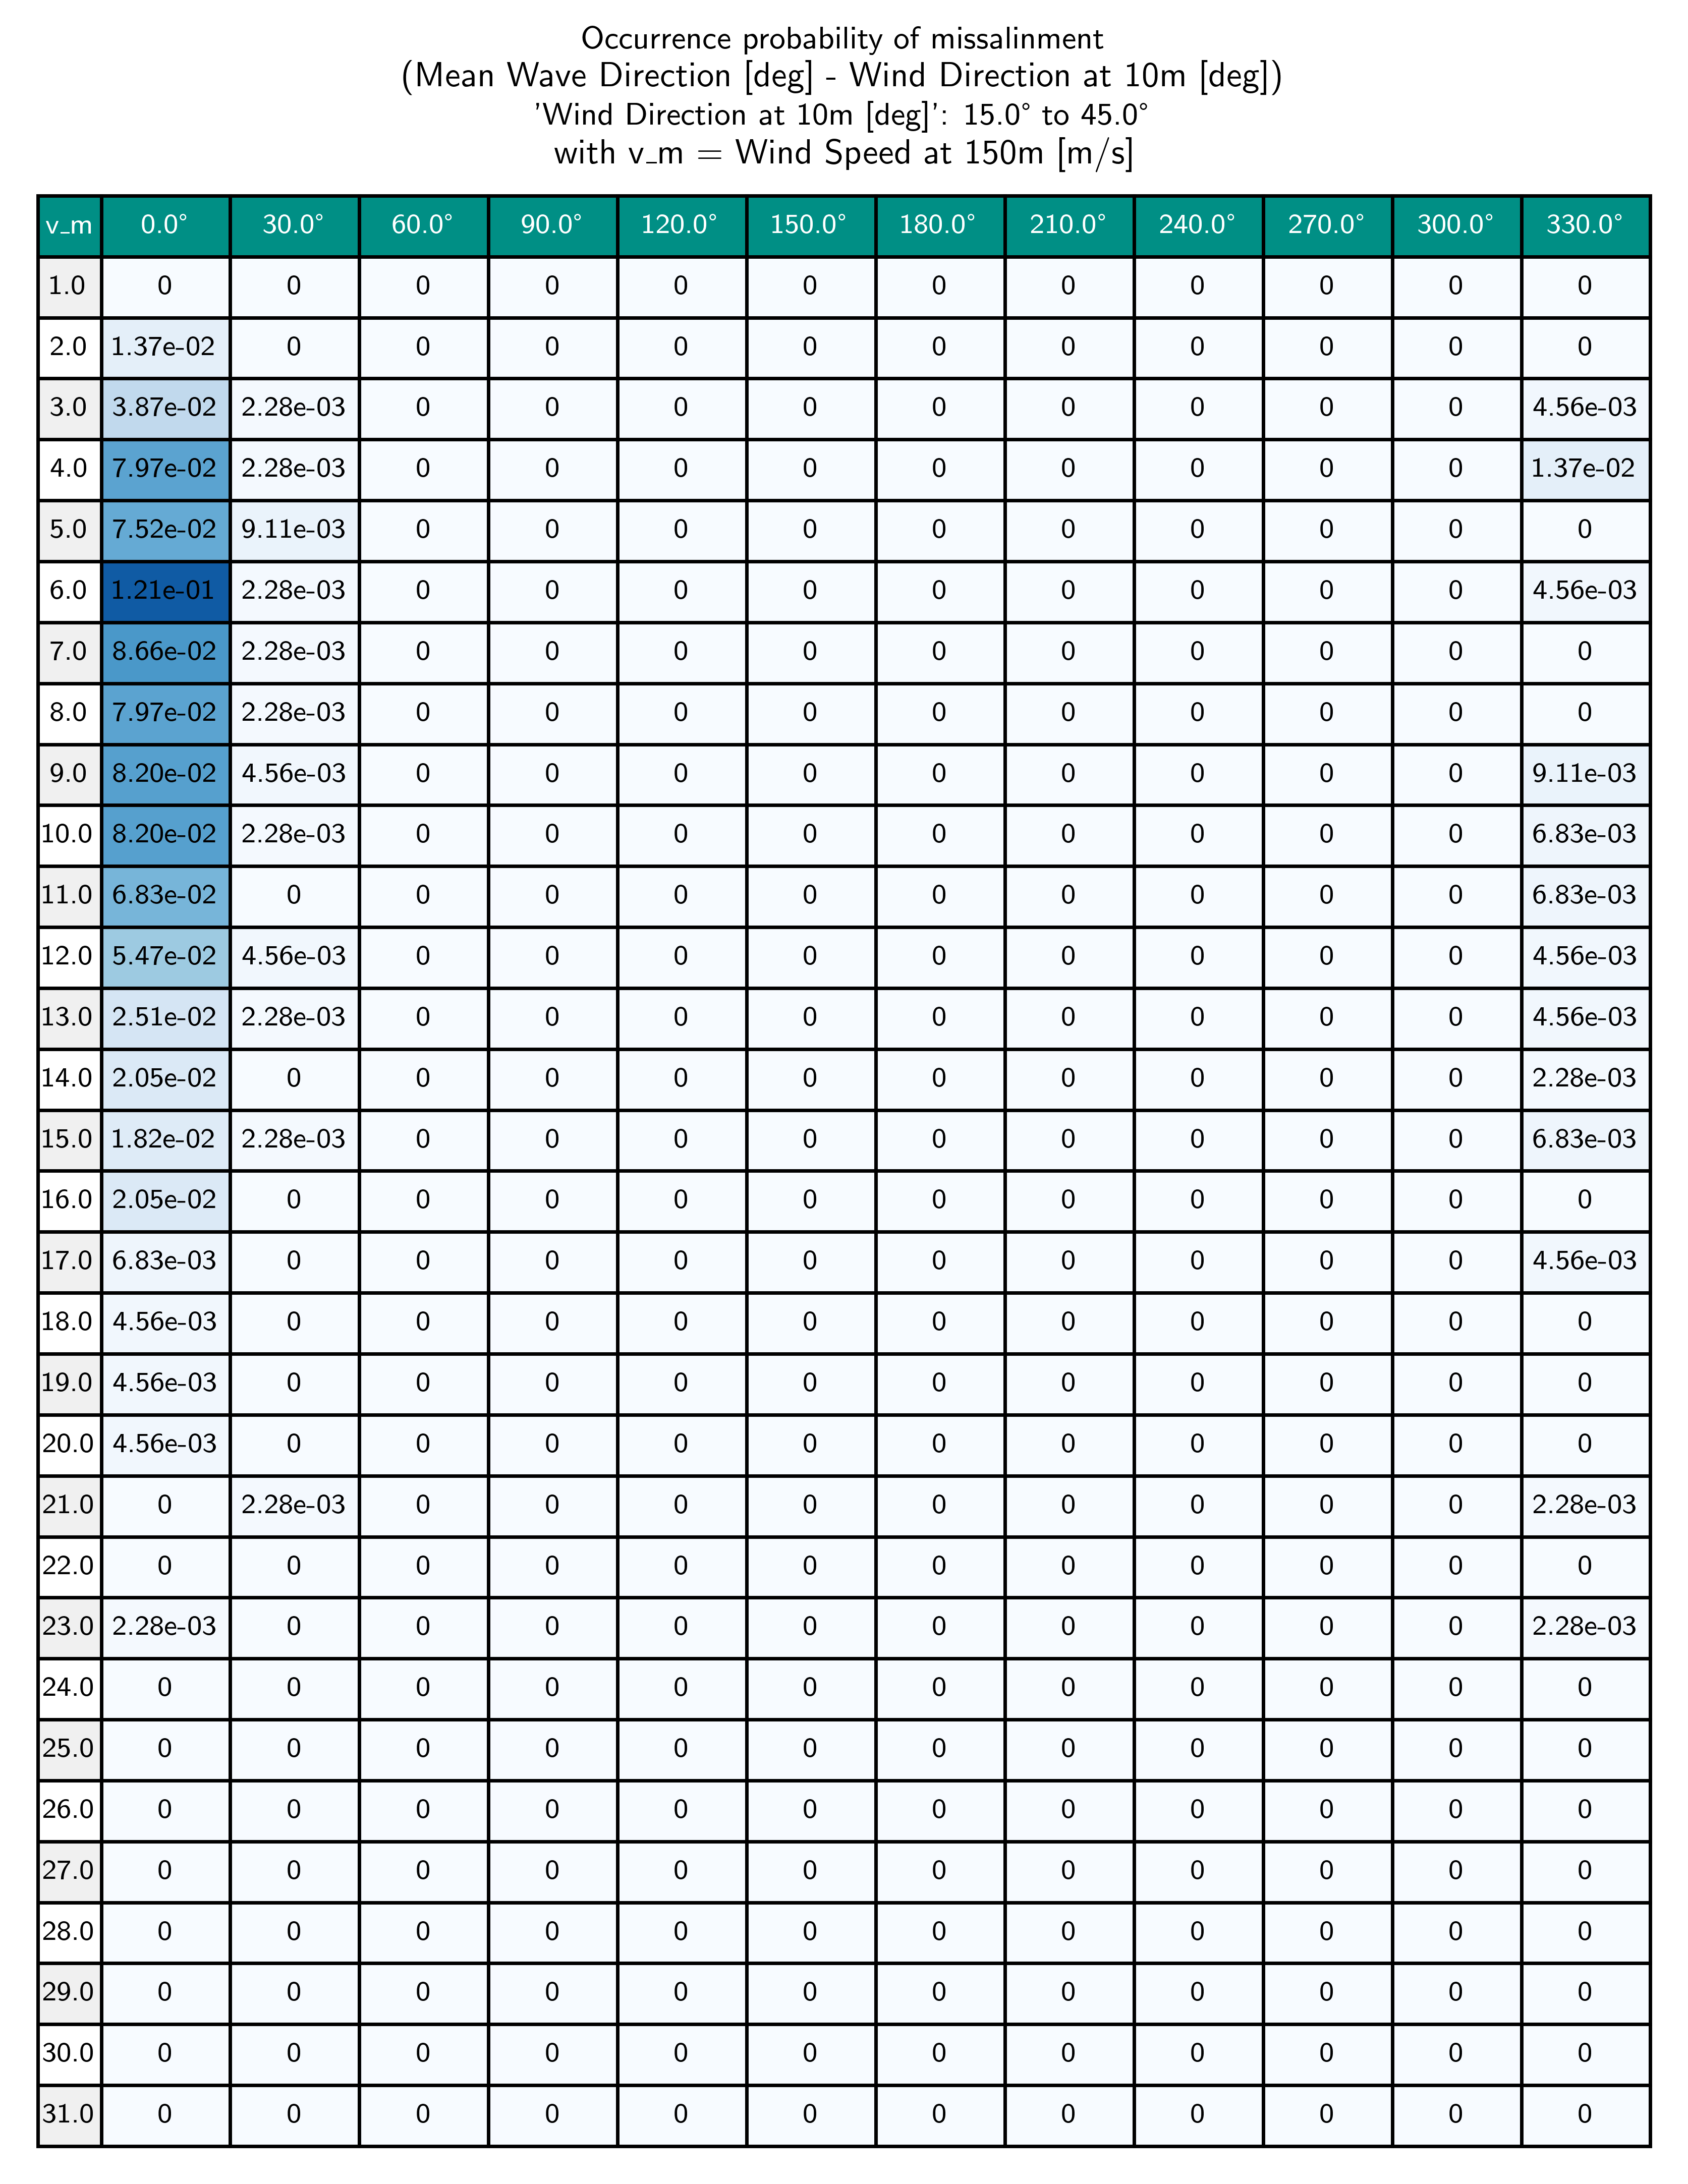 Occurrence probability of missalinment
(Mean Wave Direction [deg] - Wind Direction at 10m [deg])
'Wind Direction at 10m [deg]': 15.0° to 45.0°
with v_m = Wind Speed at 150m [m/s]
v_m 0.0° 30.0° 60.0° 90.0° 120.0° 150.0° 180.0° 210.0° 240.0° 270.0° 300.0° 330.0°
1.0 0 0 0 0 0 0 0 0 0 0 0 0
2.0 1.37e-02 0 0 0 0 0 0 0 0 0 0 0
3.0 3.87e-02 2.28e-03 0 0 0 0 0 0 0 0 0 4.56e-03
4.0 7.97e-02 2.28e-03 0 0 0 0 0 0 0 0 0 1.37e-02
5.0 7.52e-02 9.11e-03 0 0 0 0 0 0 0 0 0 0
6.0 1.21e-01 2.28e-03 0 0 0 0 0 0 0 0 0 4.56e-03
7.0 8.66e-02 2.28e-03 0 0 0 0 0 0 0 0 0 0
8.0 7.97e-02 2.28e-03 0 0 0 0 0 0 0 0 0 0
9.0 8.20e-02 4.56e-03 0 0 0 0 0 0 0 0 0 9.11e-03
10.0 8.20e-02 2.28e-03 0 0 0 0 0 0 0 0 0 6.83e-03
11.0 6.83e-02 0 0 0 0 0 0 0 0 0 0 6.83e-03
12.0 5.47e-02 4.56e-03 0 0 0 0 0 0 0 0 0 4.56e-03
13.0 2.51e-02 2.28e-03 0 0 0 0 0 0 0 0 0 4.56e-03
14.0 2.05e-02 0 0 0 0 0 0 0 0 0 0 2.28e-03
15.0 1.82e-02 2.28e-03 0 0 0 0 0 0 0 0 0 6.83e-03
16.0 2.05e-02 0 0 0 0 0 0 0 0 0 0 0
17.0 6.83e-03 0 0 0 0 0 0 0 0 0 0 4.56e-03
18.0 4.56e-03 0 0 0 0 0 0 0 0 0 0 0
19.0 4.56e-03 0 0 0 0 0 0 0 0 0 0 0
20.0 4.56e-03 0 0 0 0 0 0 0 0 0 0 0
21.0 0 2.28e-03 0 0 0 0 0 0 0 0 0 2.28e-03
22.0 0 0 0 0 0 0 0 0 0 0 0 0
23.0 2.28e-03 0 0 0 0 0 0 0 0 0 0 2.28e-03
24.0 0 0 0 0 0 0 0 0 0 0 0 0
25.0 0 0 0 0 0 0 0 0 0 0 0 0
26.0 0 0 0 0 0 0 0 0 0 0 0 0
27.0 0 0 0 0 0 0 0 0 0 0 0 0
28.0 0 0 0 0 0 0 0 0 0 0 0 0
29.0 0 0 0 0 0 0 0 0 0 0 0 0
30.0 0 0 0 0 0 0 0 0 0 0 0 0
31.0 0 0 0 0 0 0 0 0 0 0 0 0